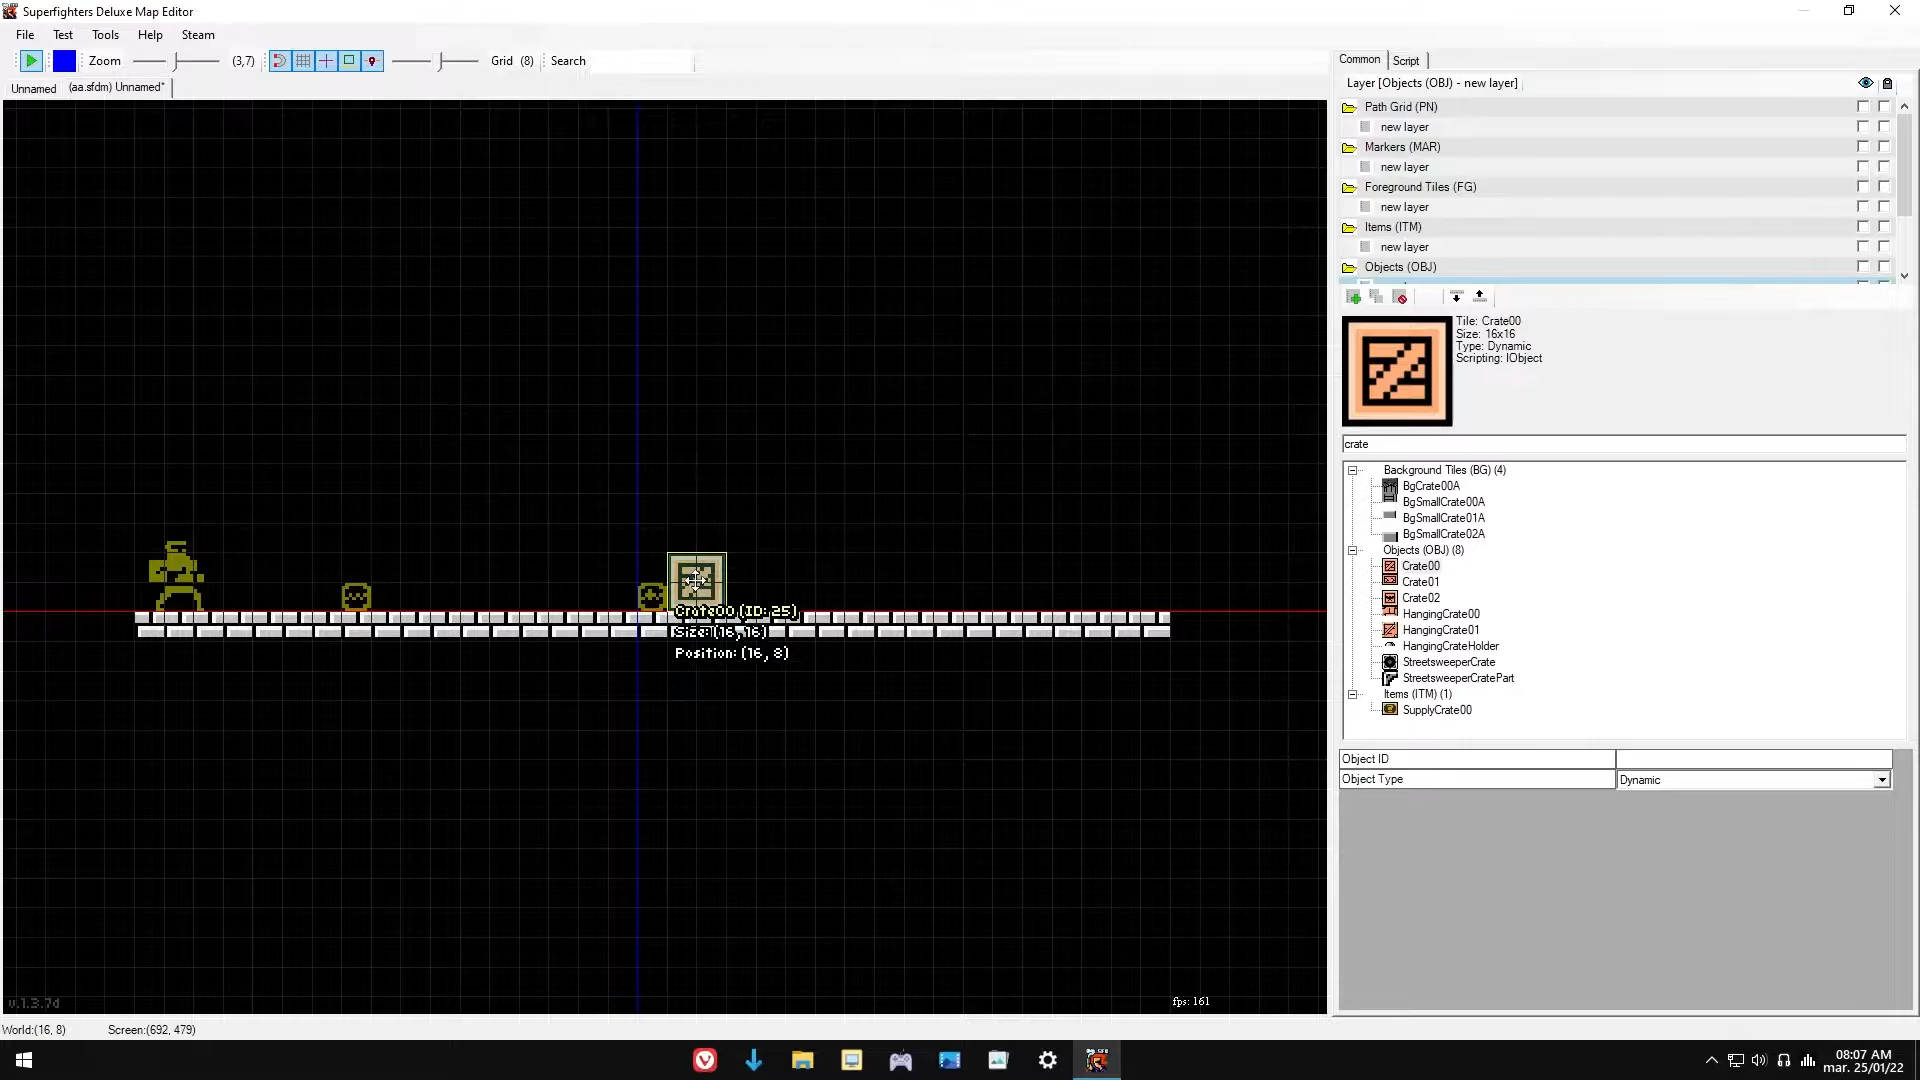 Superfighters Deluxe Map Editor
File Test Tools Help Steam
Zoom (3,7) Grid (8) Search
Unnamed (aa.sfdm) Unnamed*
Common Script
Layer [Objects (OBJ) - new layer]
Path Grid (PN)
new layer
Markers (MAR)
new layer
Foreground Tiles (FG)
new layer
Items (ITM)
new layer
Objects (OBJ)
Tile: Crate00
Size: 16x16
Type: Dynamic
Scripting: IObject
crate
Background Tiles (BG) (4)
BgCrate00A
BgSmallCrate00A
BgSmallCrate01A
BgSmallCrate02A
Objects (OBJ) (8)
Crate00
Crate01
Crate02
HangingCrate00
HangingCrate01
HangingCrateHolder
StreetsweeperCrate
StreetsweeperCratePart
Items (ITM) (1)
SupplyCrate00
Object ID
Object Type Dynamic
Crate00 (ID: 25)
Size: (16, 16)
Position: (16, 8)
v.1.3.7d
fps: 161
World:(16, 8) Screen:(692, 479)
08:07 AM
mar. 25/01/22